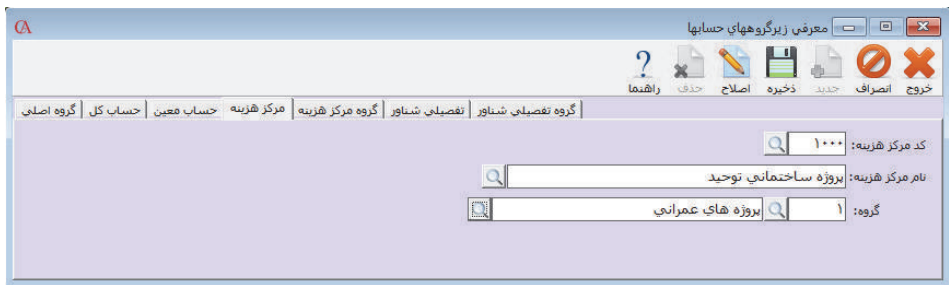 معرفي زيرگروههاي حسابها
خروج انصراف جديد ذخيره اصلاح حذف راهنما
گروه اصلي حساب كل حساب معين مركز هزينه گروه مركز هزينه تفصيلي شناور گروه تفصيلي شناور
كد مركز هزينه: ۱۰۰۰
نام مركز هزينه: پروژه ساختماني توحيد
گروه: ۱ پروژه هاي عمراني